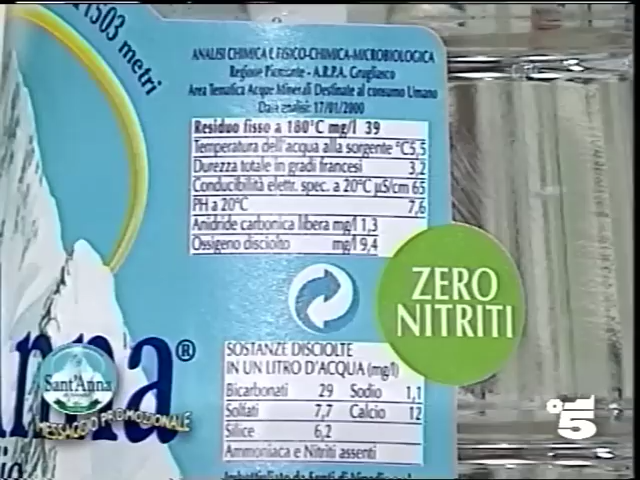 1503 metri
ANALISI CHIMICA E FISICO-CHIMICA-MICROBIOLOGICA
Regione Piemonte - A.R.P.A. Grugliasco
Area Tematica Acque Minerali Destinate al consumo Umano
Data analisi: 17/01/2000
Residuo fisso a 180°C mg/l 39
Temperatura dell'acqua alla sorgente °C 5,5
Durezza totale in gradi francesi 3,2
Conducibilità elettr. spec. a 20°C µS/cm 65
PH a 20°C 7,6
Anidride carbonica libera mg/l 1,3
Ossigeno disciolto mg/l 9,4
ZERO
NITRITI
SOSTANZE DISCIOLTE
IN UN LITRO D'ACQUA (mg/l)
Bicarbonati 29 Sodio 1,1
Solfati 7,7 Calcio 12
Silice 6,2
Ammoniaca e Nitriti assenti
nna®
Sant'Anna
MESSAGGIO PROMOZIONALE
5